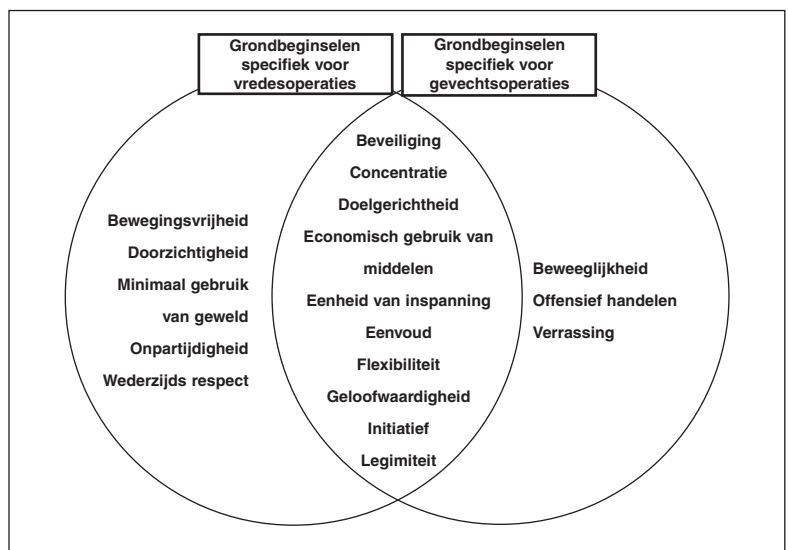 Grondbeginselen
specifiek voor
vredesoperaties
Grondbeginselen
specifiek voor
gevechtsoperaties
Bewegingsvrijheid
Doorzichtigheid
Minimaal gebruik
van geweld
Onpartijdigheid
Wederzijds respect
Beveiliging
Concentratie
Doelgerichtheid
Economisch gebruik van
middelen
Eenheid van inspanning
Eenvoud
Flexibiliteit
Geloofwaardigheid
Initiatief
Legimiteit
Beweeglijkheid
Offensief handelen
Verrassing